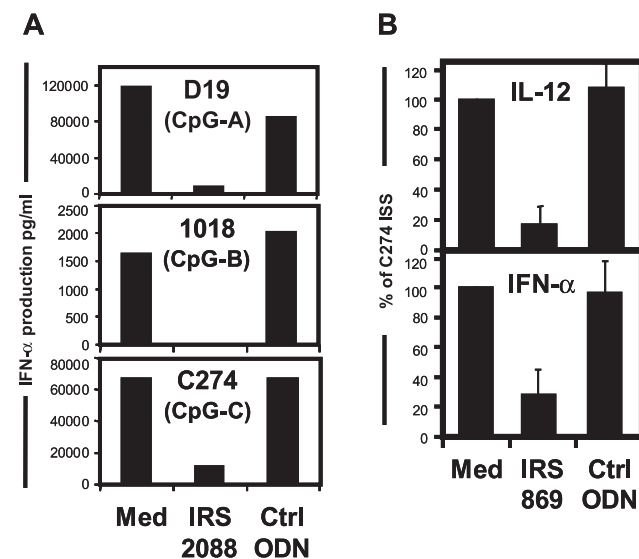 A
IFN-α production pg/ml
120000
80000
40000
0
D19
(CpG-A)
2500
2000
1500
1000
500
0
1018
(CpG-B)
80000
60000
40000
20000
0
C274
(CpG-C)
Med IRS Ctrl
2088 ODN
B
% of C274 ISS
120
100
80
60
40
20
0
IL-12
120
100
80
60
40
20
0
IFN-α
Med IRS Ctrl
869 ODN